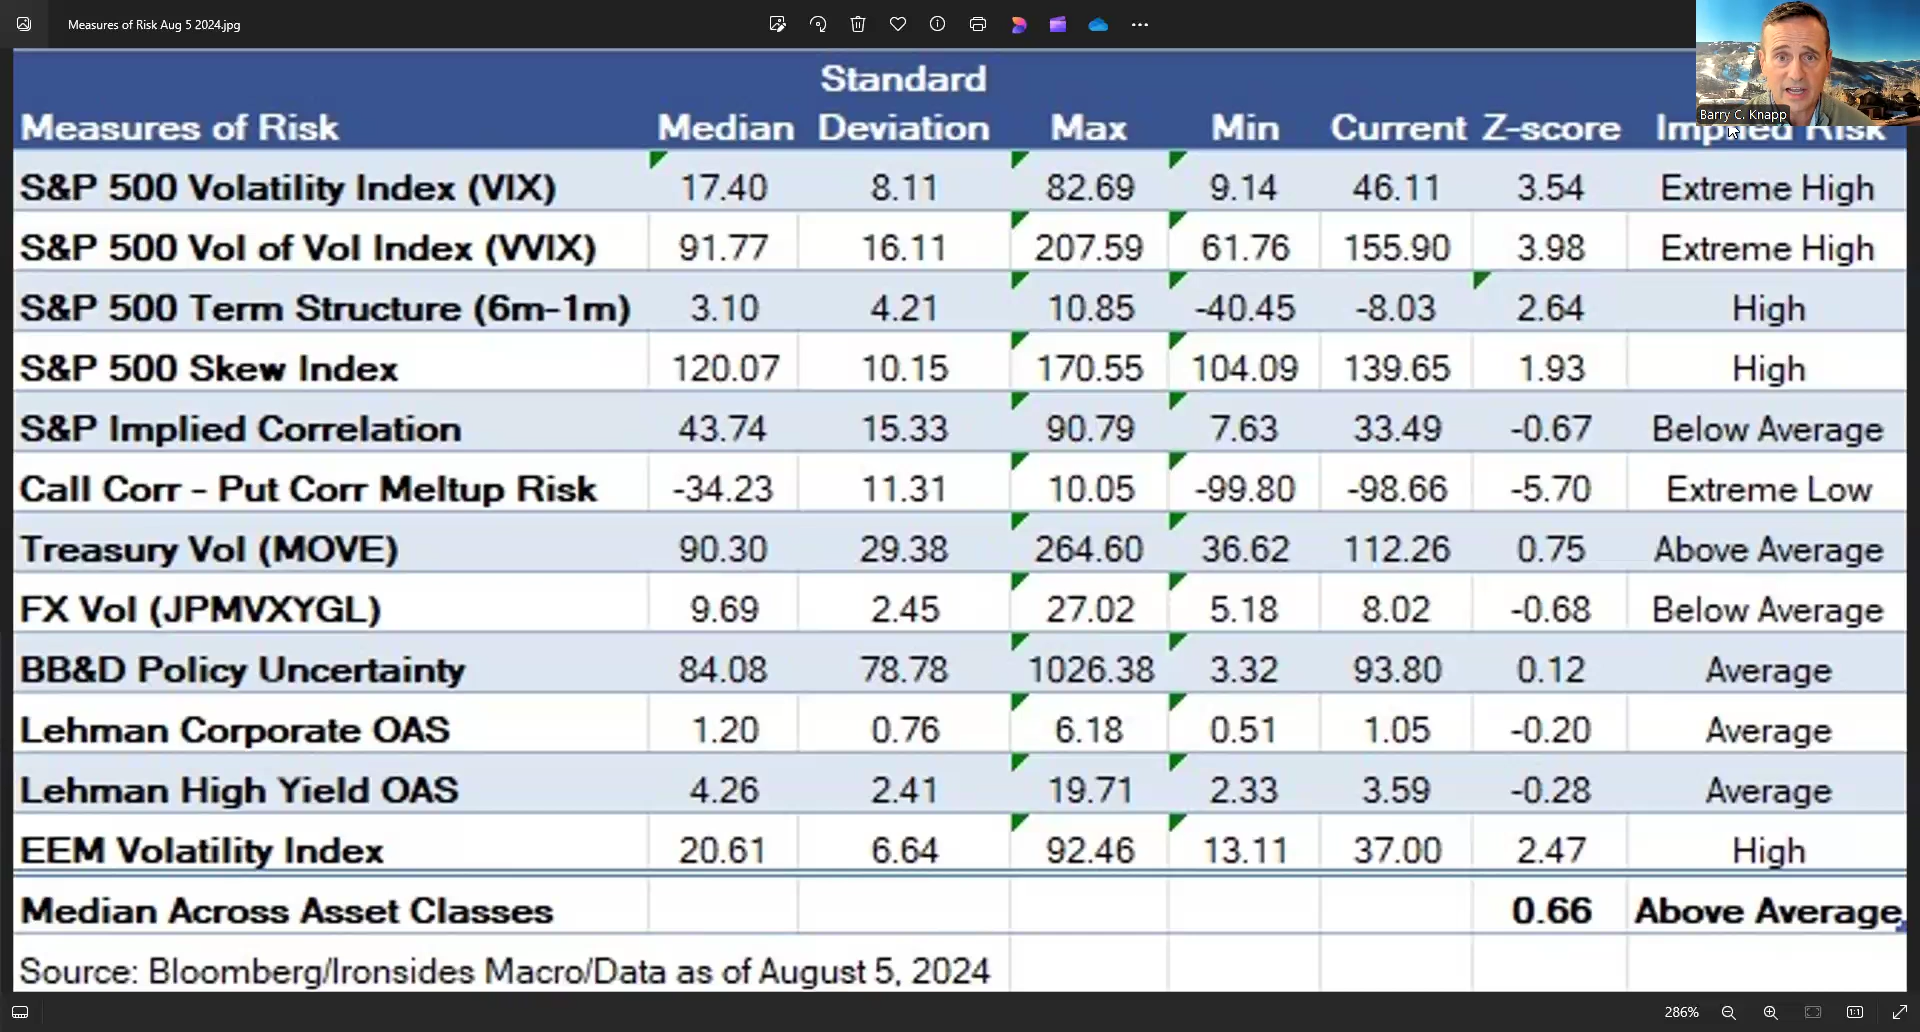 Measures of Risk Aug 5 2024.jpg
Barry C. Knapp
Measures of Risk Median Standard Deviation Max Min Current Z-score Implied Risk
S&P 500 Volatility Index (VIX) 17.40 8.11 82.69 9.14 46.11 3.54 Extreme High
S&P 500 Vol of Vol Index (VVIX) 91.77 16.11 207.59 61.76 155.90 3.98 Extreme High
S&P 500 Term Structure (6m-1m) 3.10 4.21 10.85 -40.45 -8.03 2.64 High
S&P 500 Skew Index 120.07 10.15 170.55 104.09 139.65 1.93 High
S&P Implied Correlation 43.74 15.33 90.79 7.63 33.49 -0.67 Below Average
Call Corr - Put Corr Meltup Risk -34.23 11.31 10.05 -99.80 -98.66 -5.70 Extreme Low
Treasury Vol (MOVE) 90.30 29.38 264.60 36.62 112.26 0.75 Above Average
FX Vol (JPMVXYGL) 9.69 2.45 27.02 5.18 8.02 -0.68 Below Average
BB&D Policy Uncertainty 84.08 78.78 1026.38 3.32 93.80 0.12 Average
Lehman Corporate OAS 1.20 0.76 6.18 0.51 1.05 -0.20 Average
Lehman High Yield OAS 4.26 2.41 19.71 2.33 3.59 -0.28 Average
EEM Volatility Index 20.61 6.64 92.46 13.11 37.00 2.47 High
Median Across Asset Classes 0.66 Above Average
Source: Bloomberg/Ironsides Macro/Data as of August 5, 2024
286%
1:1